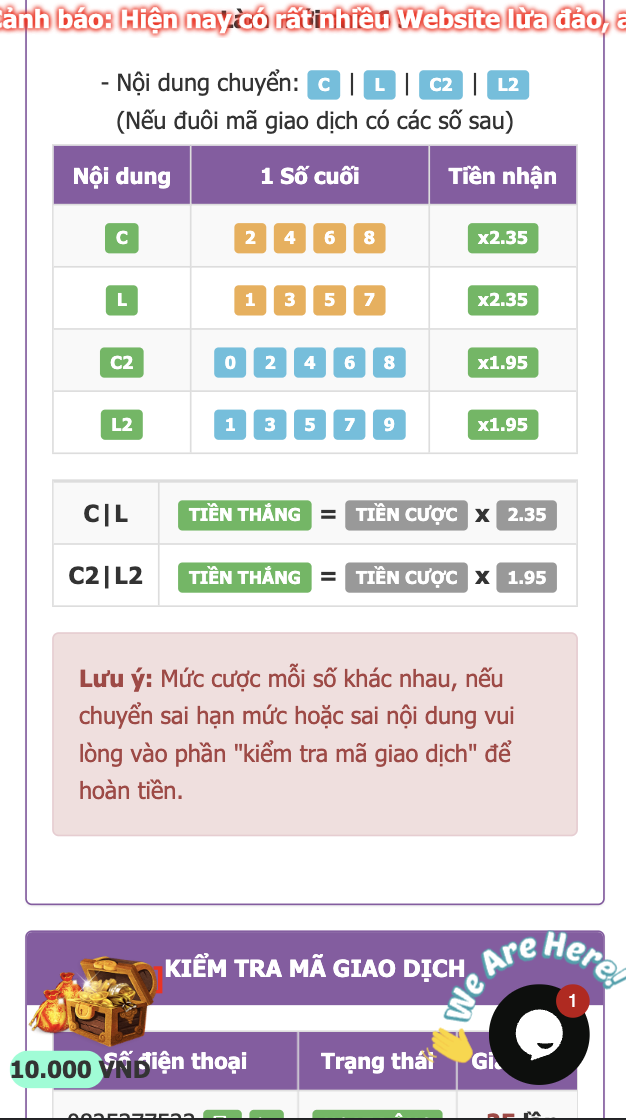 Cảnh báo: Hiện nay có rất nhiều Website lừa đảo, a
- Nội dung chuyển: C | L | C2 | L2
(Nếu đuôi mã giao dịch có các số sau)
Nội dung 1 Số cuối Tiền nhận
C 2 4 6 8 x2.35
L 1 3 5 7 x2.35
C2 0 2 4 6 8 x1.95
L2 1 3 5 7 9 x1.95
C|L TIỀN THẮNG = TIỀN CƯỢC x 2.35
C2|L2 TIỀN THẮNG = TIỀN CƯỢC x 1.95
Lưu ý: Mức cược mỗi số khác nhau, nếu
chuyển sai hạn mức hoặc sai nội dung vui
lòng vào phần "kiểm tra mã giao dịch" để
hoàn tiền.
KIỂM TRA MÃ GIAO DỊCH
We Are Here!
1
Số điện thoại Trạng thái
10.000 VND